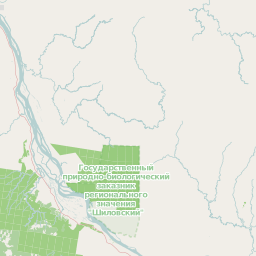 Государственный
природно-биологический
заказник
регионального
значения
"Шиловский"